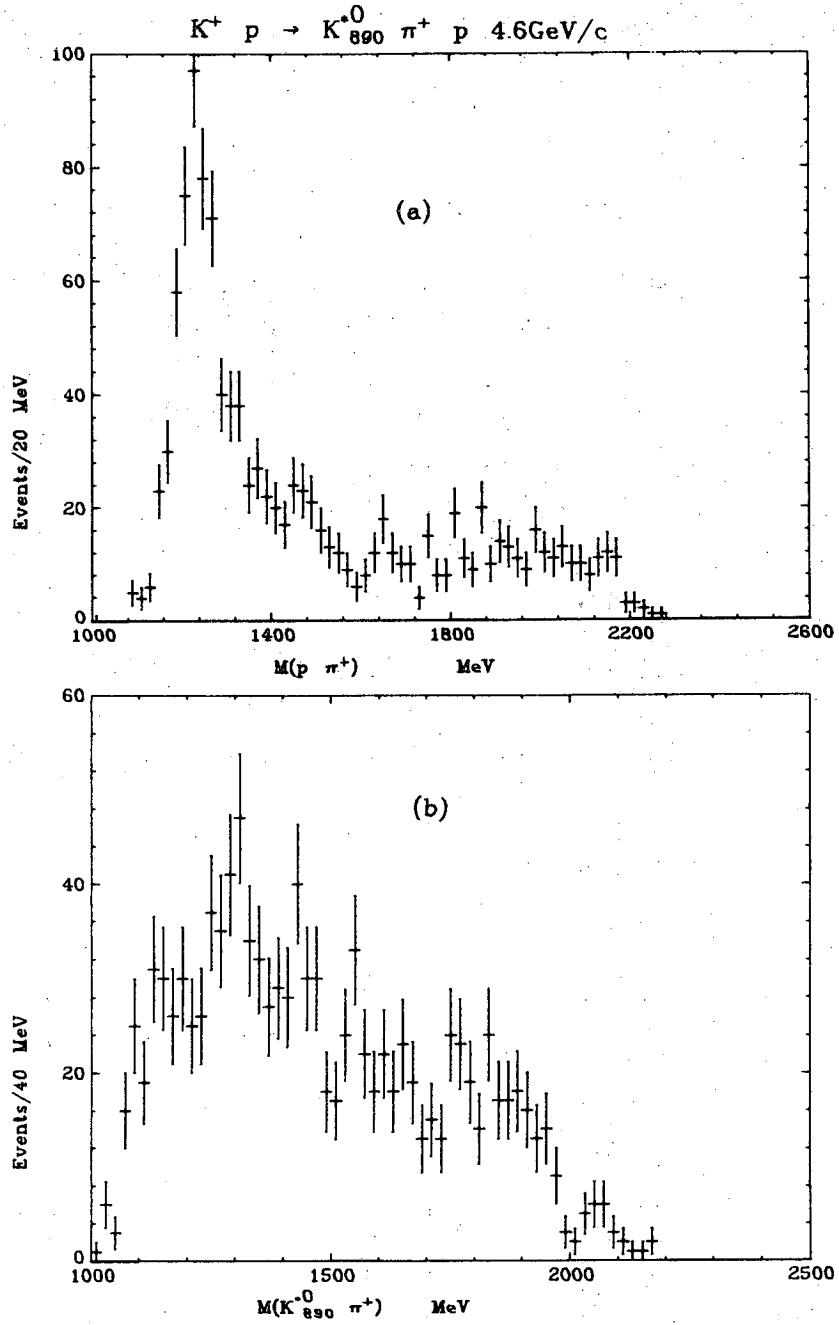 K⁺ p → K*⁰₈₉₀ π⁺ p 4.6GeV/c
100
80
60
40
20
0
(a)
Events/20 MeV
1000 1400 1800 2200 2600
M(p π⁺) MeV
60
40
20
0
(b)
Events/40 MeV
1000 1500 2000 2500
M(K*⁰₈₉₀ π⁺) MeV